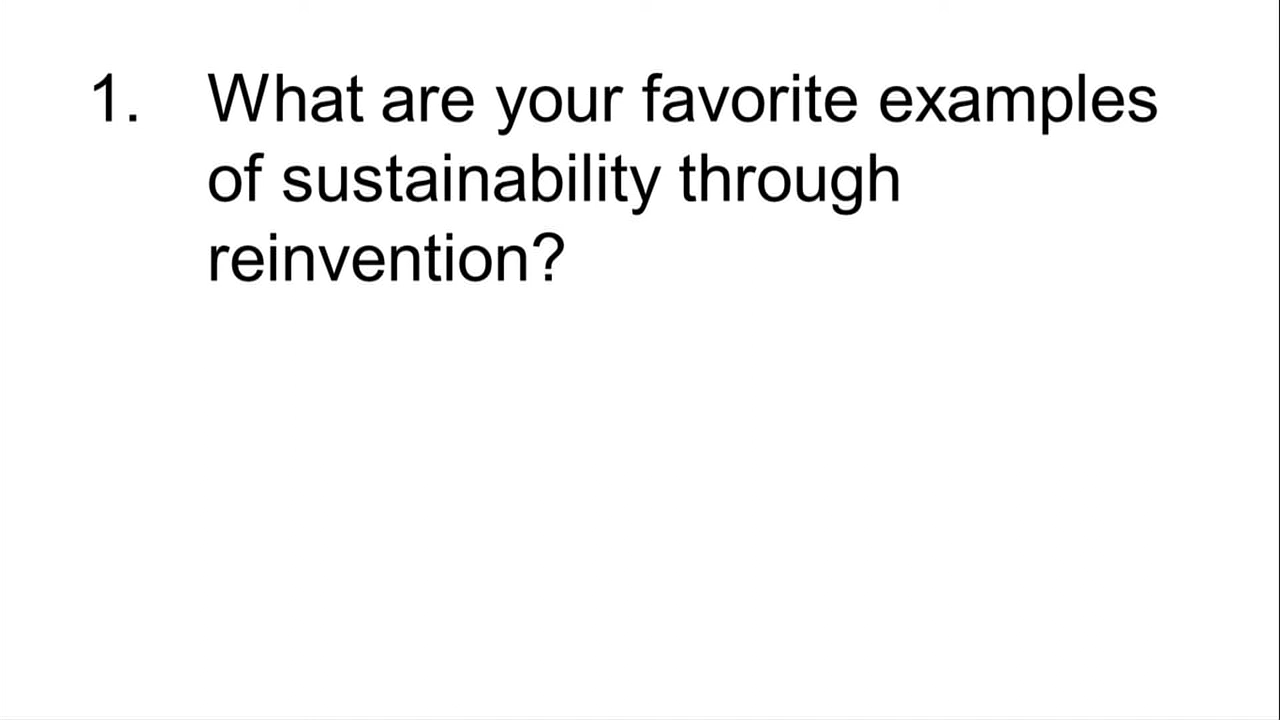 1. What are your favorite examples
of sustainability through
reinvention?